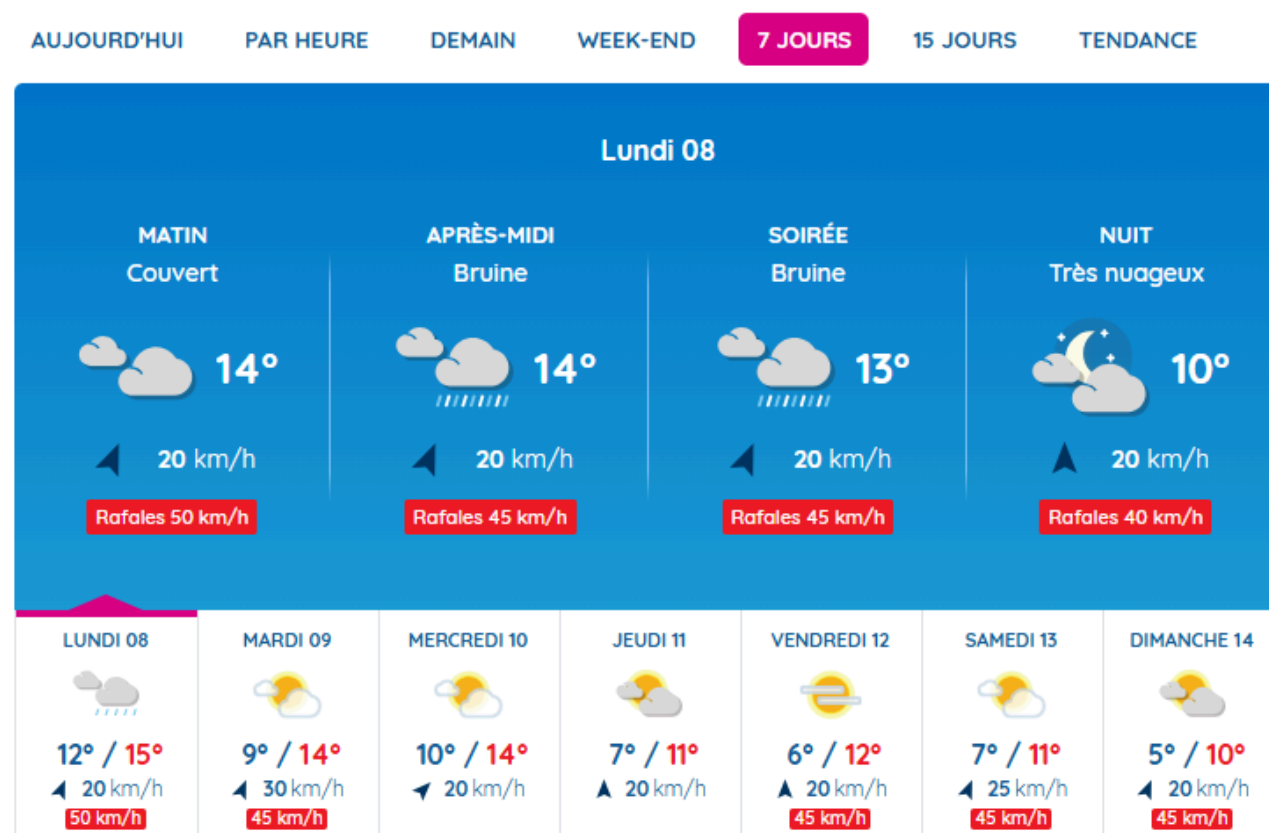 AUJOURD'HUI PAR HEURE DEMAIN WEEK-END 7 JOURS 15 JOURS TENDANCE
Lundi 08
MATIN APRÈS-MIDI SOIRÉE NUIT
Couvert Bruine Bruine Très nuageux
14° 14° 13° 10°
20 km/h 20 km/h 20 km/h 20 km/h
Rafales 50 km/h Rafales 45 km/h Rafales 45 km/h Rafales 40 km/h
LUNDI 08 MARDI 09 MERCREDI 10 JEUDI 11 VENDREDI 12 SAMEDI 13 DIMANCHE 14
12° / 15° 9° / 14° 10° / 14° 7° / 11° 6° / 12° 7° / 11° 5° / 10°
20 km/h 30 km/h 20 km/h 20 km/h 20 km/h 25 km/h 20 km/h
50 km/h 45 km/h 45 km/h 45 km/h 45 km/h